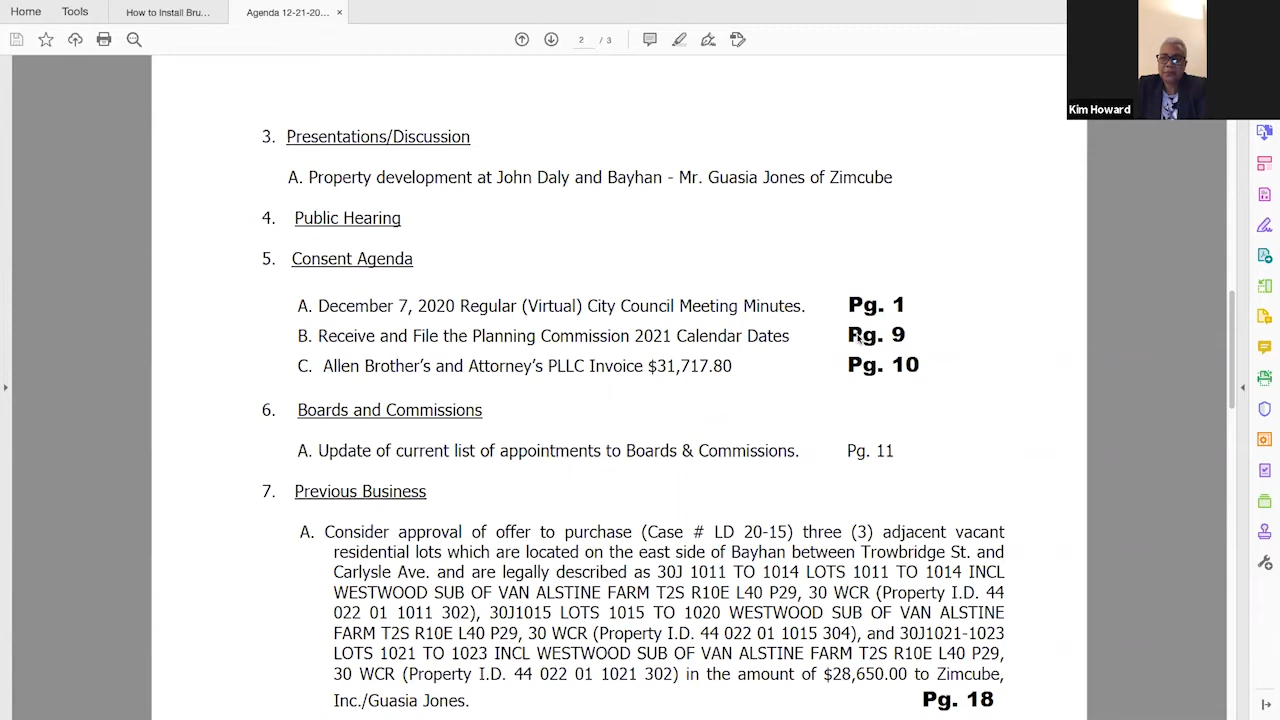 Home Tools How to Install Bru... Agenda 12-21-20... ×
2 / 3
Kim Howard
3. Presentations/Discussion
A. Property development at John Daly and Bayhan - Mr. Guasia Jones of Zimcube
4. Public Hearing
5. Consent Agenda
A. December 7, 2020 Regular (Virtual) City Council Meeting Minutes. Pg. 1
B. Receive and File the Planning Commission 2021 Calendar Dates Pg. 9
C. Allen Brother's and Attorney's PLLC Invoice $31,717.80 Pg. 10
6. Boards and Commissions
A. Update of current list of appointments to Boards & Commissions. Pg. 11
7. Previous Business
A. Consider approval of offer to purchase (Case # LD 20-15) three (3) adjacent vacant
residential lots which are located on the east side of Bayhan between Trowbridge St. and
Carlysle Ave. and are legally described as 30J 1011 TO 1014 LOTS 1011 TO 1014 INCL
WESTWOOD SUB OF VAN ALSTINE FARM T2S R10E L40 P29, 30 WCR (Property I.D. 44
022 01 1011 302), 30J1015 LOTS 1015 TO 1020 WESTWOOD SUB OF VAN ALSTINE
FARM T2S R10E L40 P29, 30 WCR (Property I.D. 44 022 01 1015 304), and 30J1021-1023
LOTS 1021 TO 1023 INCL WESTWOOD SUB OF VAN ALSTINE FARM T2S R10E L40 P29,
30 WCR (Property I.D. 44 022 01 1021 302) in the amount of $28,650.00 to Zimcube,
Inc./Guasia Jones. Pg. 18